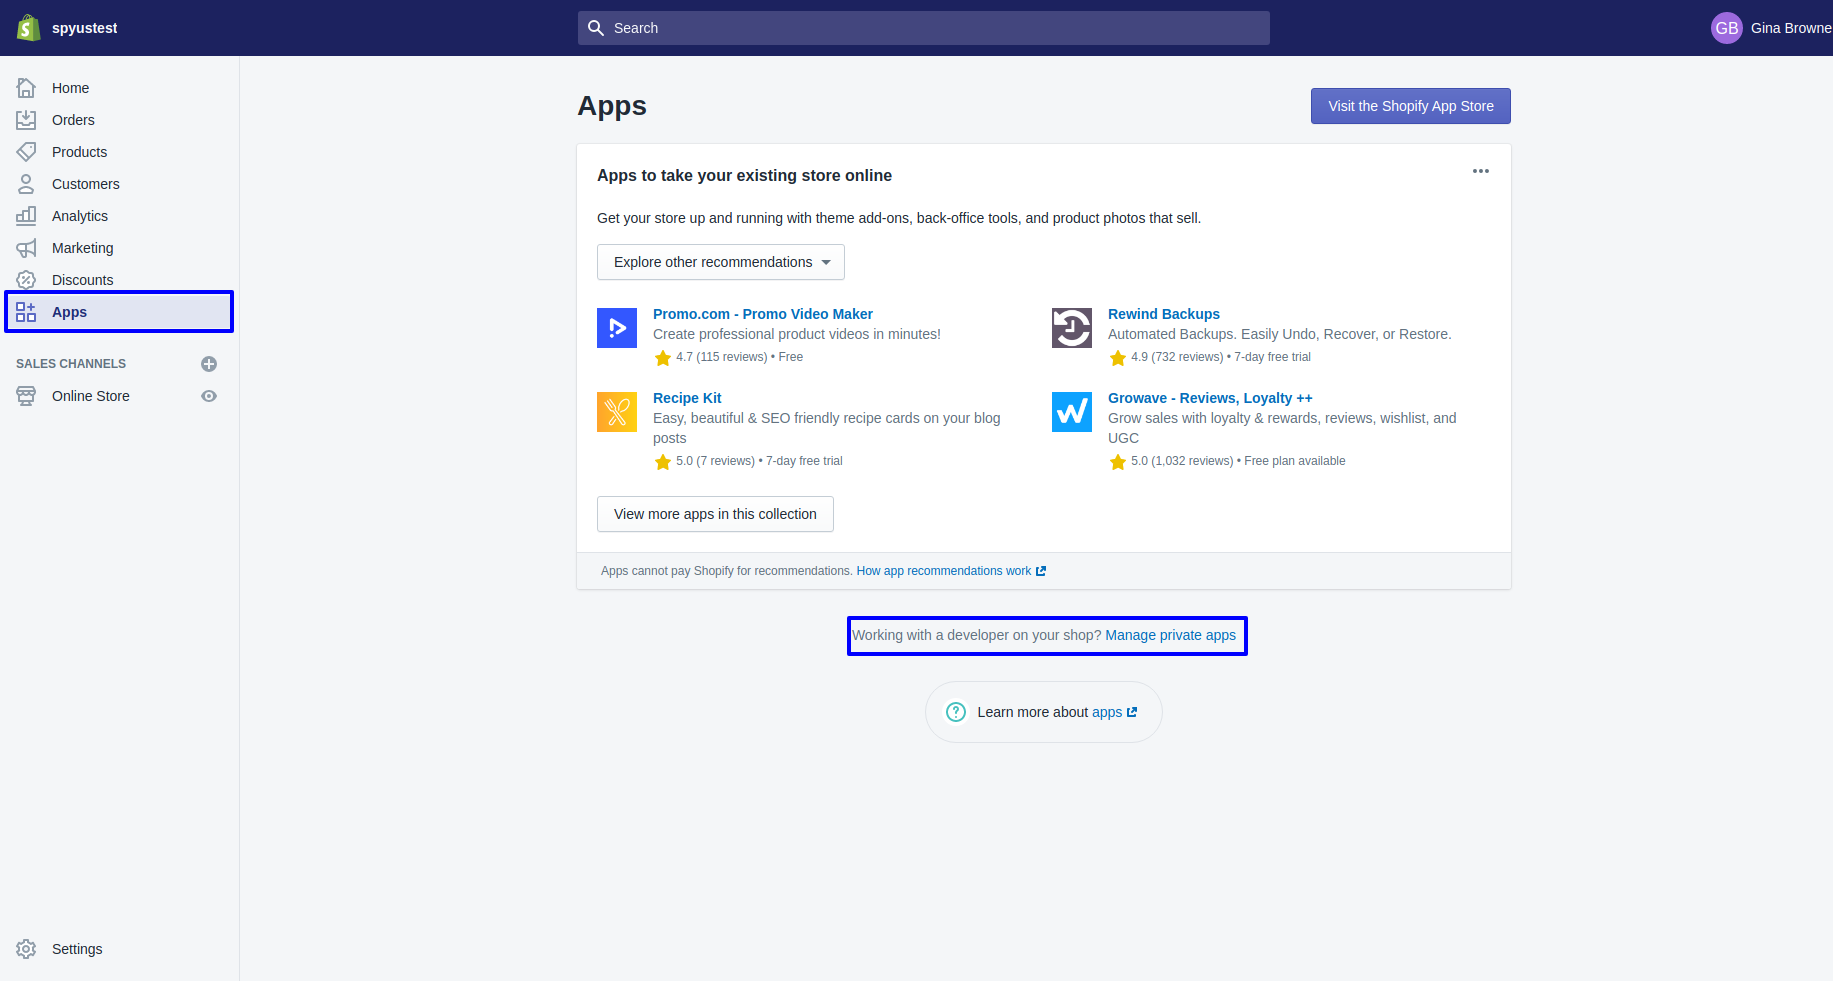 spyustest
Search
GB
Gina Browne
Home
Orders
Products
Customers
Analytics
Marketing
Discounts
Apps
SALES CHANNELS
Online Store
Settings
Apps
Visit the Shopify App Store
Apps to take your existing store online
Get your store up and running with theme add-ons, back-office tools, and product photos that sell.
Explore other recommendations
Promo.com - Promo Video Maker
Create professional product videos in minutes!
4.7 (115 reviews) • Free
Rewind Backups
Automated Backups. Easily Undo, Recover, or Restore.
4.9 (732 reviews) • 7-day free trial
Recipe Kit
Easy, beautiful & SEO friendly recipe cards on your blog
posts
5.0 (7 reviews) • 7-day free trial
Growave - Reviews, Loyalty ++
Grow sales with loyalty & rewards, reviews, wishlist, and
UGC
5.0 (1,032 reviews) • Free plan available
View more apps in this collection
Apps cannot pay Shopify for recommendations. How app recommendations work
Working with a developer on your shop? Manage private apps
Learn more about apps